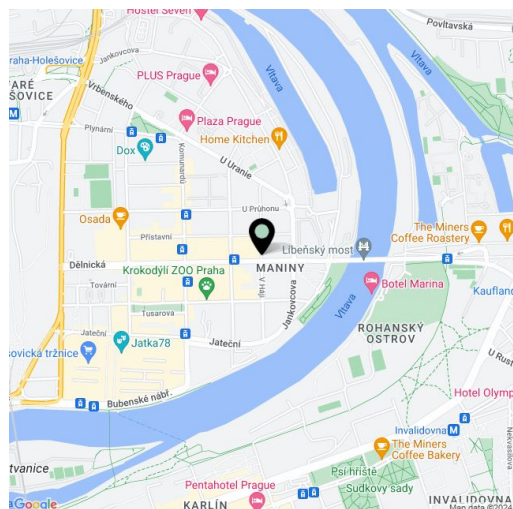 Hostel Seven
Povltavská
Jankovcova
raha-Holešovice
Vltava
Vltava
PLUS Prague
ARÉ
ŠOVICE
M
Vrbenského
Plaza Prague
Plynární
Home Kitchen
Dox
Komunardů
U Uranie
U Průhonu
Osada
The Miners
Coffee Roastery
Přístavní
Libeňský most
Dělnická
MANINY
Krokodýlí ZOO Praha
V Háji
Botel Marina
Kauflan
Tovární
Jankovcova
Vltava
Tusarova
ROHANSKÝ
OSTROV
Jatka78
Jateční
Jateční
šovická tržnice
U Rust
Bubenské nábř.
Hotel Olymp
Invalidovna
M
The Miners
Coffee Bakery
Nekvasilova
tvanice
Psí hřiště
Pentahotel Prague
Sudkovy sady
KARLÍN
INVALIDOVNA
Google
Map data ©2024